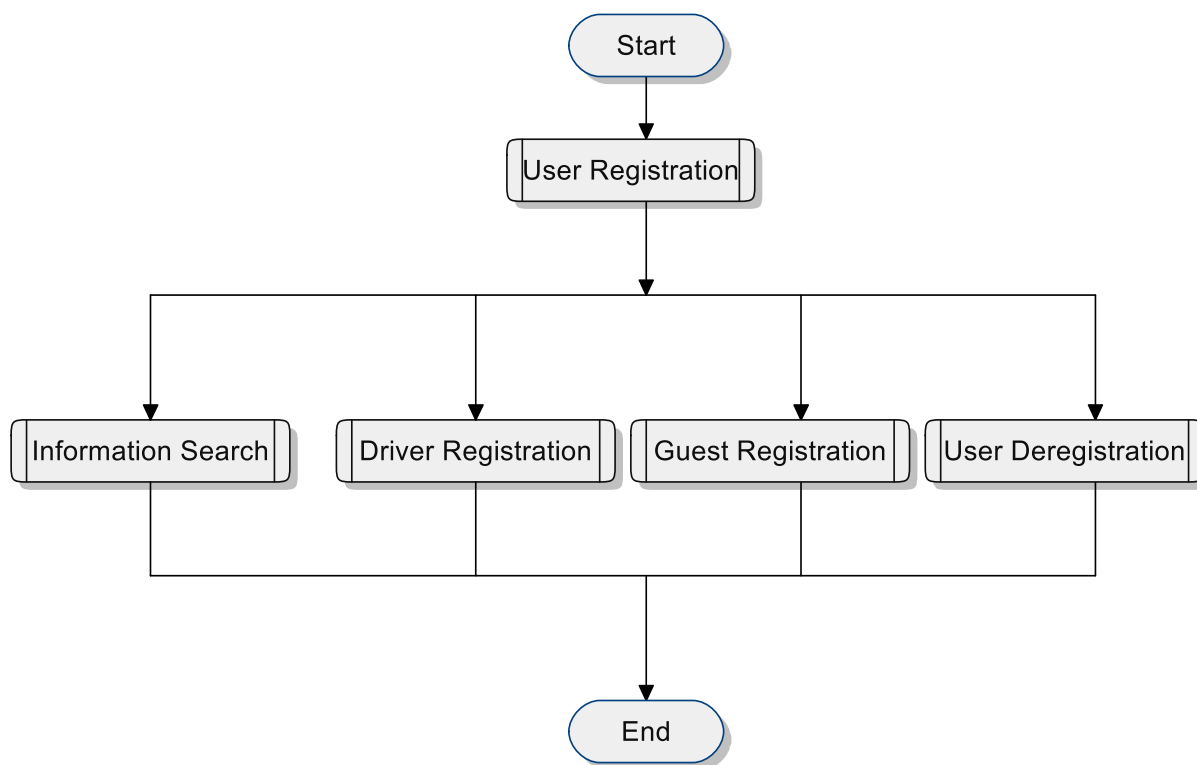 Start
User Registration
Information Search
Driver Registration
Guest Registration
User Deregistration
End